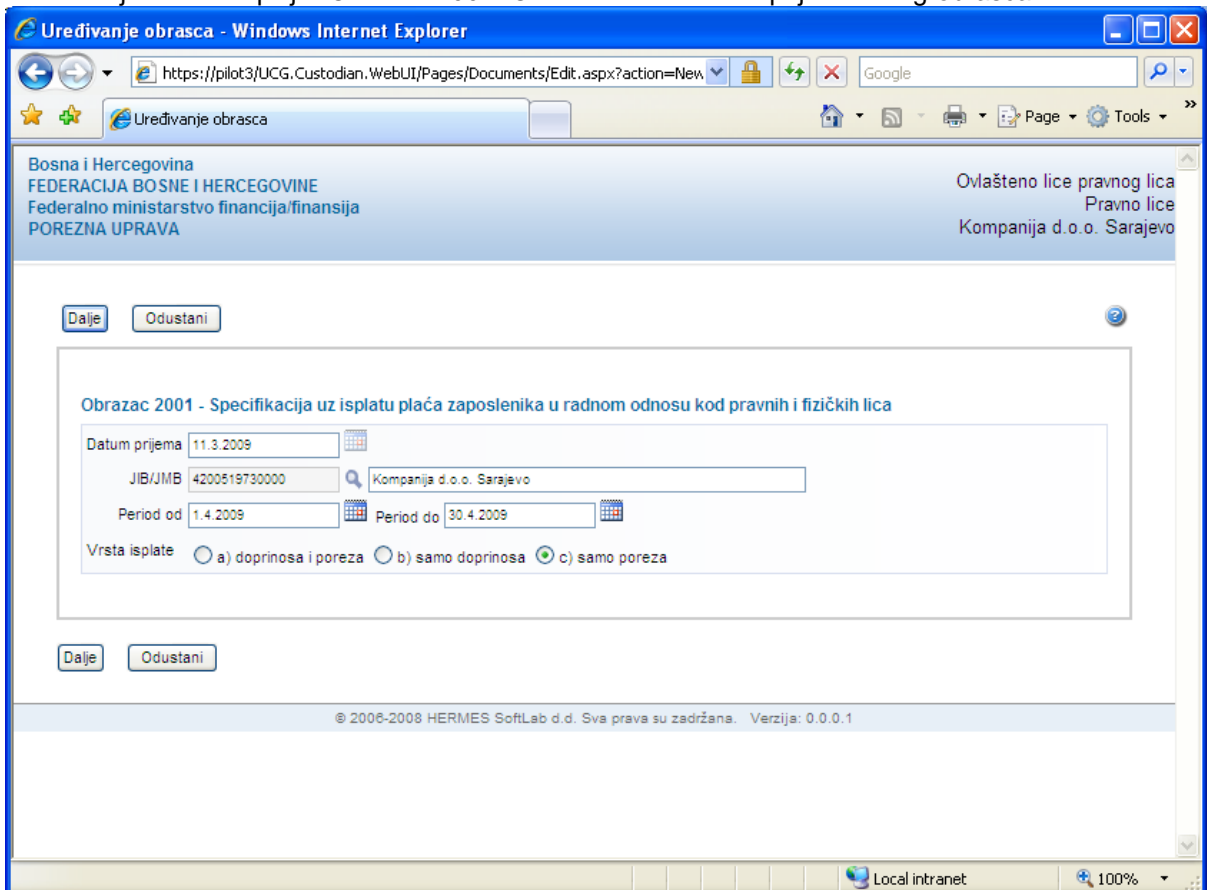 Uređivanje obrasca - Windows Internet Explorer
https://pilot3/UCG.Custodian.WebUI/Pages/Documents/Edit.aspx?action=New
Google
Uređivanje obrasca
Page
Tools
Bosna i Hercegovina
FEDERACIJA BOSNE I HERCEGOVINE
Federalno ministarstvo financija/finansija
POREZNA UPRAVA
Ovlašteno lice pravnog lica
Pravno lice
Kompanija d.o.o. Sarajevo
Dalje Odustani
Obrazac 2001 - Specifikacija uz isplatu plaća zaposlenika u radnom odnosu kod pravnih i fizičkih lica
Datum prijema 11.3.2009
JIB/JMB 4200519730000 Kompanija d.o.o. Sarajevo
Period od 1.4.2009 Period do 30.4.2009
Vrsta isplate a) doprinosa i poreza b) samo doprinosa c) samo poreza
Dalje Odustani
© 2006-2008 HERMES SoftLab d.d. Sva prava su zadržana. Verzija: 0.0.0.1
Local intranet 100%